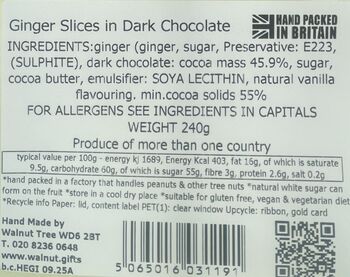 Ginger Slices in Dark Chocolate
HAND PACKED
IN BRITAIN
INGREDIENTS:ginger (ginger, sugar, Preservative: E223,
(SULPHITE), dark chocolate: cocoa mass 45.9%, sugar,
cocoa butter, emulsifier: SOYA LECITHIN, natural vanilla
flavouring. min.cocoa solids 55%
FOR ALLERGENS SEE INGREDIENTS IN CAPITALS
WEIGHT 240g
Produce of more than one country
typical value per 100g - energy kj 1689, Energy Kcal 403, fat 16g, of which is saturate
9.5g, carbohydrate 60g, of which is sugar 55g, fibre 3g, protein 2.6g, salt 0.2g
*hand packed in a factory that handles peanuts & other tree nuts *natural white sugar can
form on the fruit *store in a cool dry place *suitable for gluten free, vegan & vegetarian diet
*Recycle info Paper: lid, content label PET(1): clear window Upcycle: ribbon, gold card
Hand Made by
Walnut Tree WD6 2BT
T. 020 8236 0648
www.walnut.gifts
b.c.HEGI 09.25A
5 065016 031191